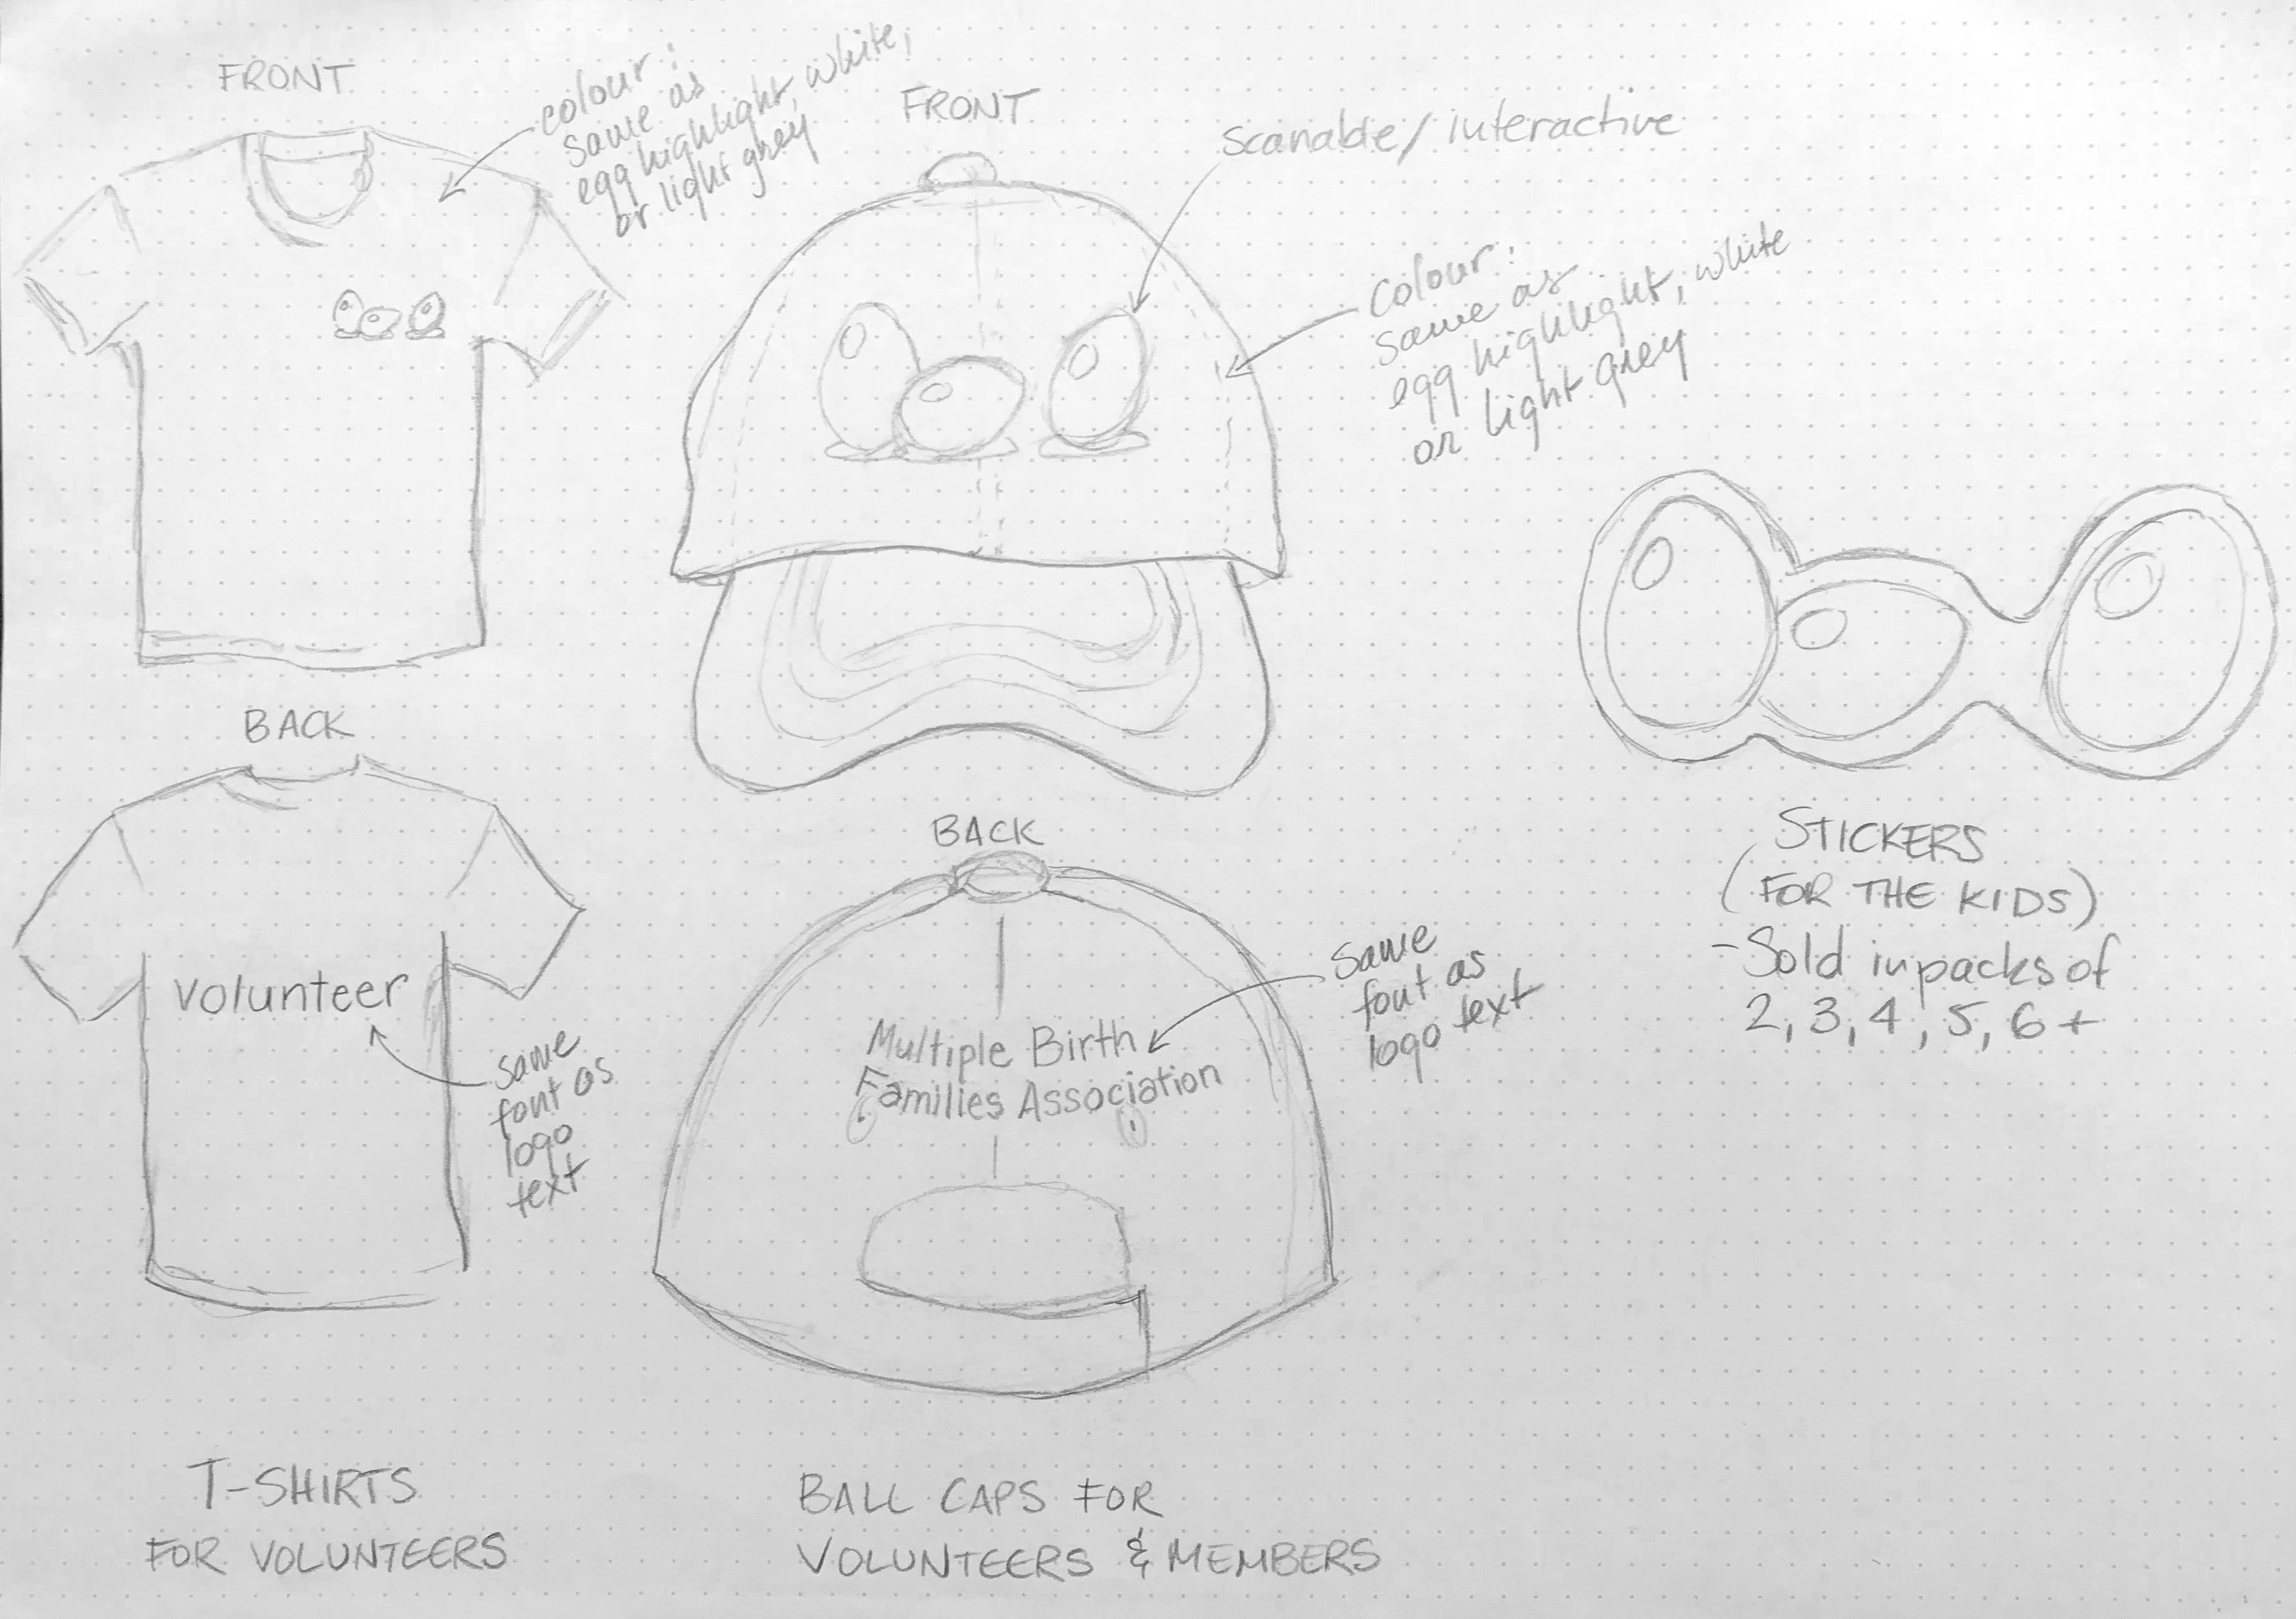 FRONT
colour:
same as
egg highlight, white,
or light grey
FRONT
Scanable/interactive
colour:
same as
egg highlight, white
or light grey
BACK
volunteer
same
font as
logo
text
BACK
Multiple Birth
Families Association
same
font as
logo text
STICKERS
(FOR THE KIDS)
- Sold in packs of
2, 3, 4, 5, 6+
T-SHIRTS
FOR VOLUNTEERS
BALL CAPS FOR
VOLUNTEERS & MEMBERS